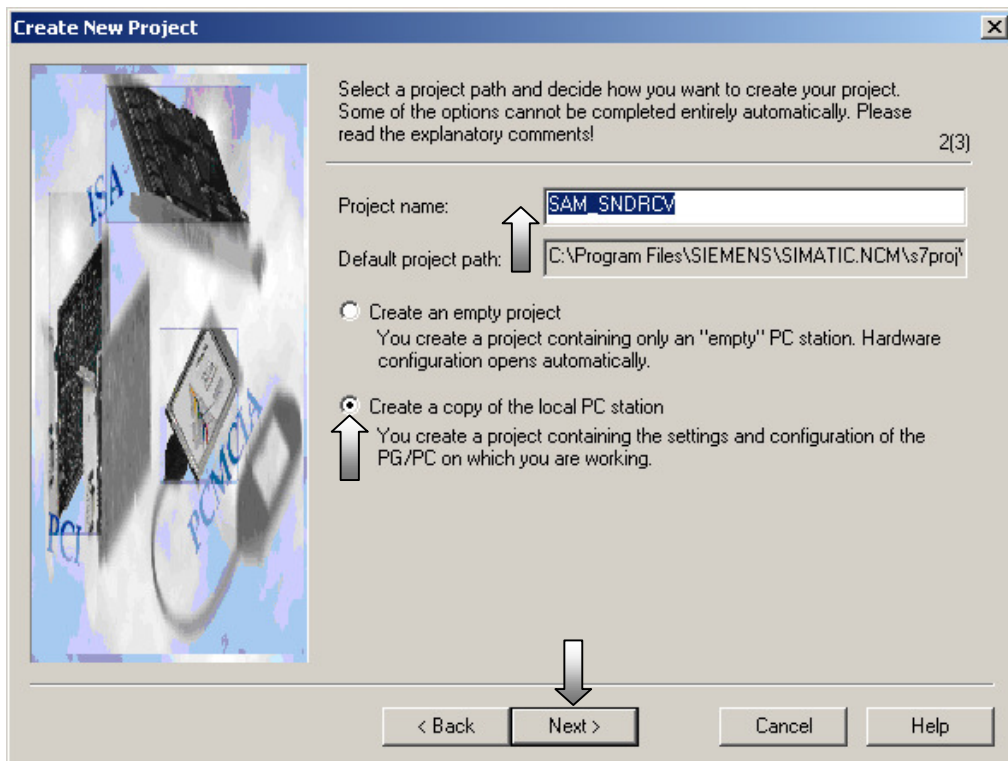 Create New Project
Select a project path and decide how you want to create your project.
Some of the options cannot be completed entirely automatically. Please
read the explanatory comments!
2(3)
Project name:
SAM_SNDRCV
Default project path:
C:\Program Files\SIEMENS\SIMATIC.NCM\s7proj\
Create an empty project
You create a project containing only an "empty" PC station. Hardware
configuration opens automatically.
Create a copy of the local PC station
You create a project containing the settings and configuration of the
PG/PC on which you are working.
ISA
PCMCIA
PCI
< Back
Next >
Cancel
Help